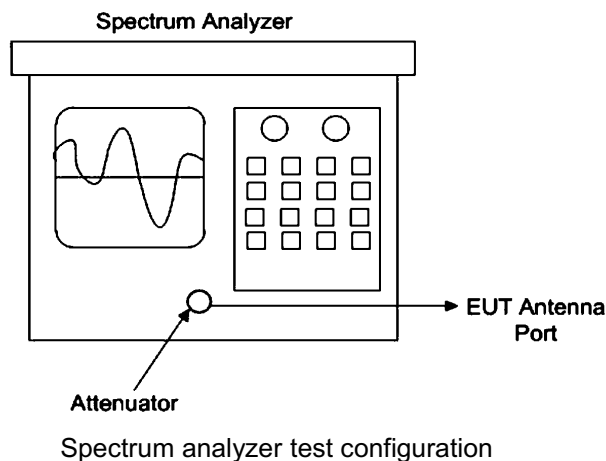 Spectrum Analyzer
EUT Antenna
Port
Attenuator
Spectrum analyzer test configuration